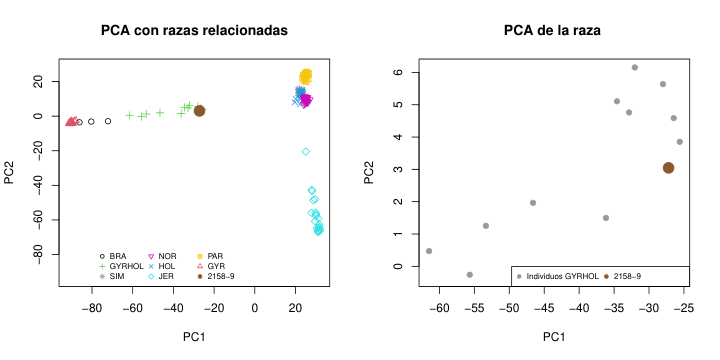 PCA con razas relacionadas
PCA de la raza
PC2
20
0
−20
−40
−60
−80
BRA
GYRHOL
SIM
NOR
HOL
JER
PAR
GYR
2158−9
−80
−60
−40
−20
0
20
PC1
PC2
6
5
4
3
2
1
0
Individuos GYRHOL
2158−9
−60
−55
−50
−45
−40
−35
−30
−25
PC1